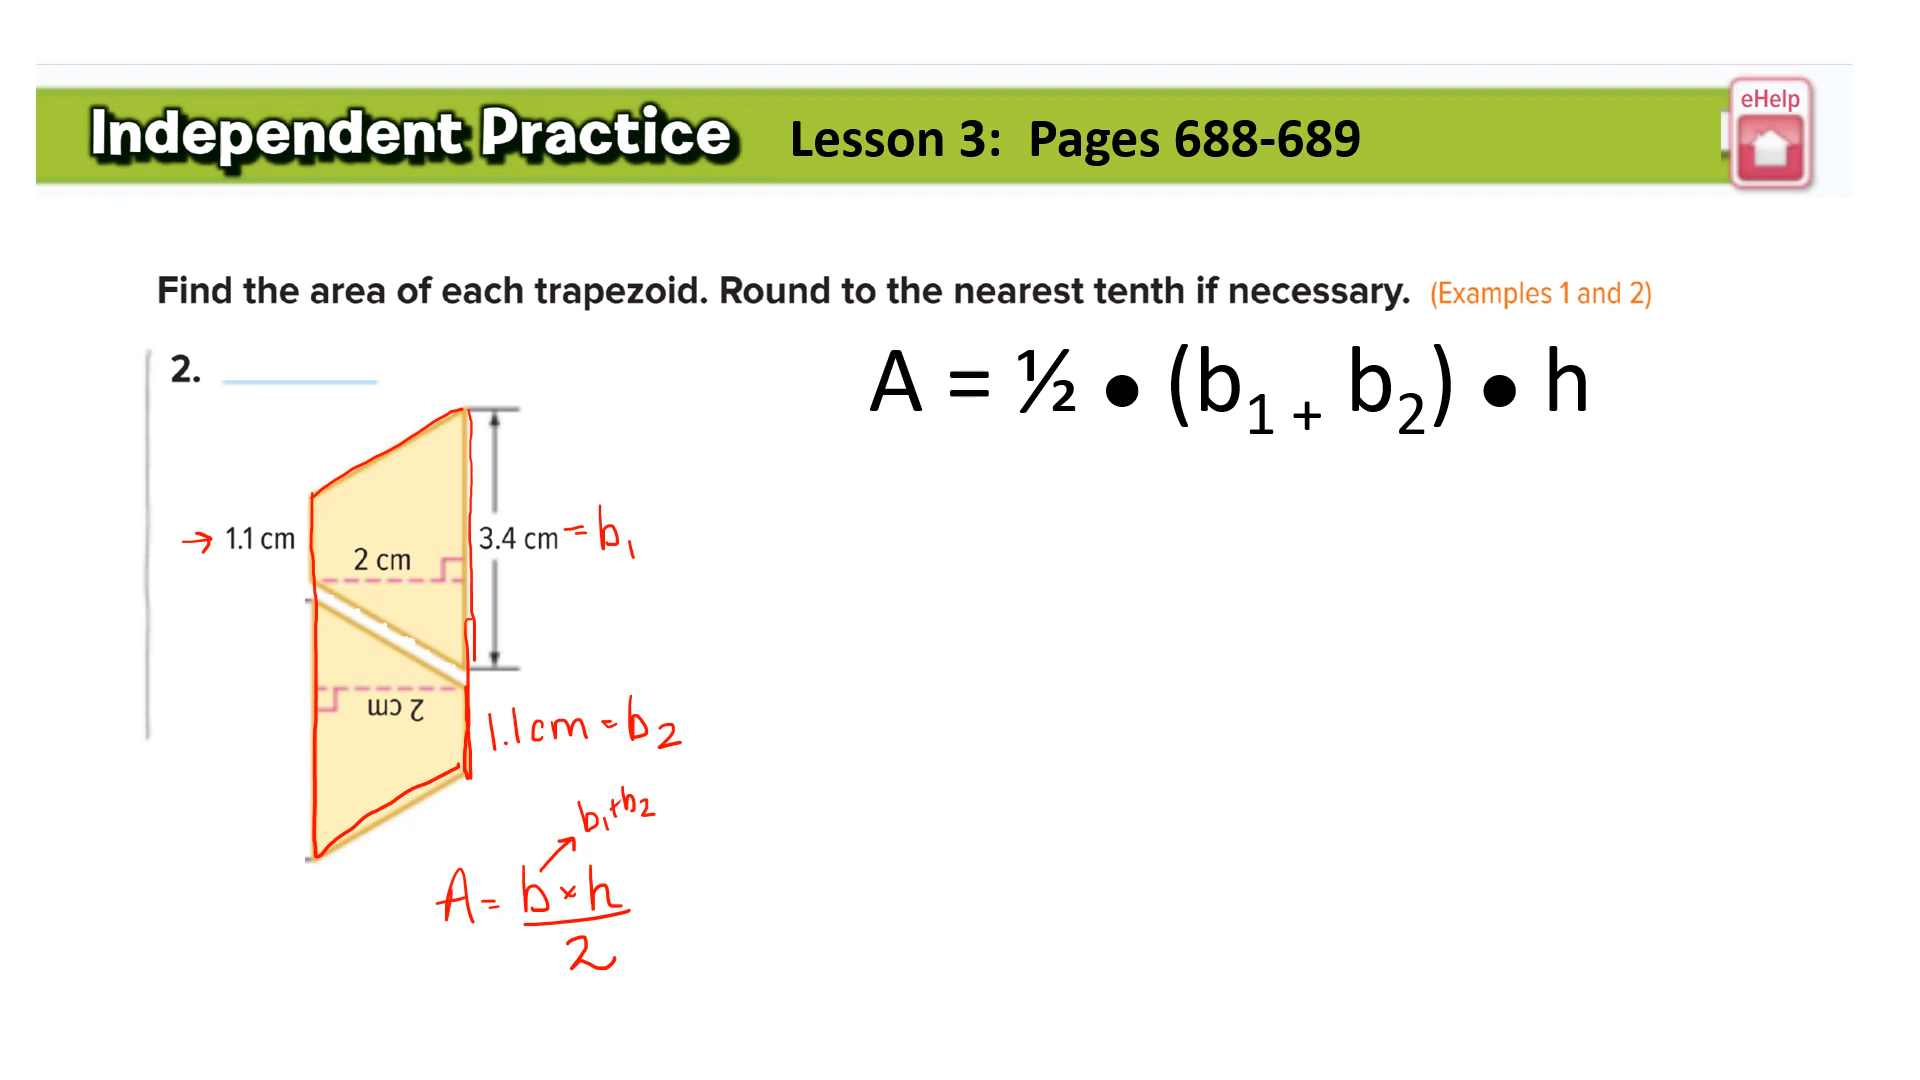 eHelp
Independent Practice Lesson 3: Pages 688-689
Find the area of each trapezoid. Round to the nearest tenth if necessary. (Examples 1 and 2)
2.
A = ½ • (b₁ + b₂) • h
→ 1.1 cm
2 cm
3.4 cm = b₁
2 cm
1.1cm = b₂
b₁+b₂
A = b × h
2